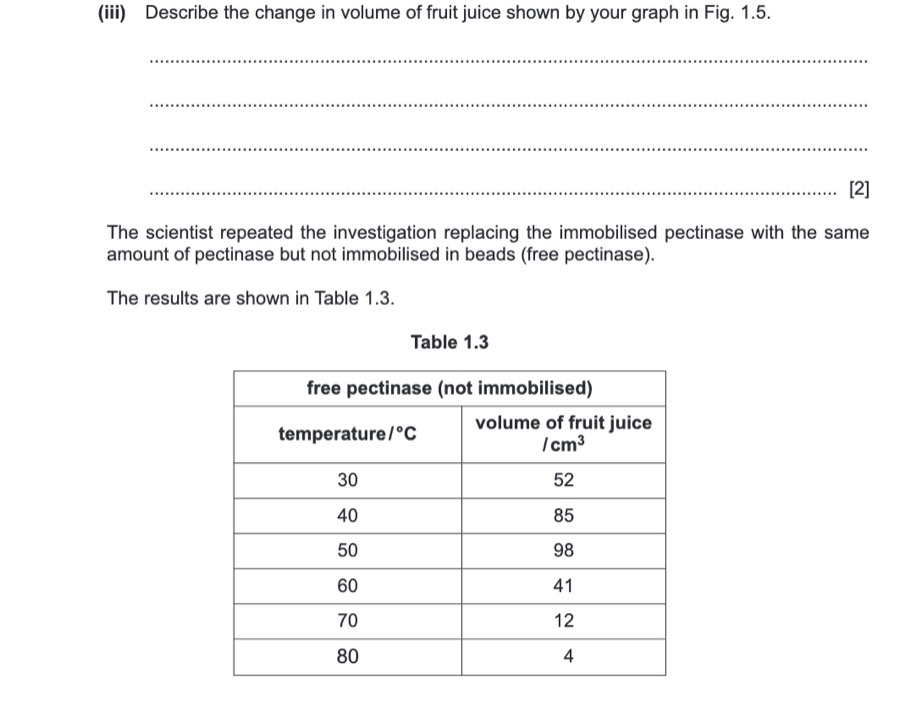 (iii) Describe the change in volume of fruit juice shown by your graph in Fig. 1.5.
[2]
The scientist repeated the investigation replacing the immobilised pectinase with the same
amount of pectinase but not immobilised in beads (free pectinase).
The results are shown in Table 1.3.
Table 1.3
free pectinase (not immobilised)
temperature/°C
volume of fruit juice
/cm³
30 52
40 85
50 98
60 41
70 12
80 4